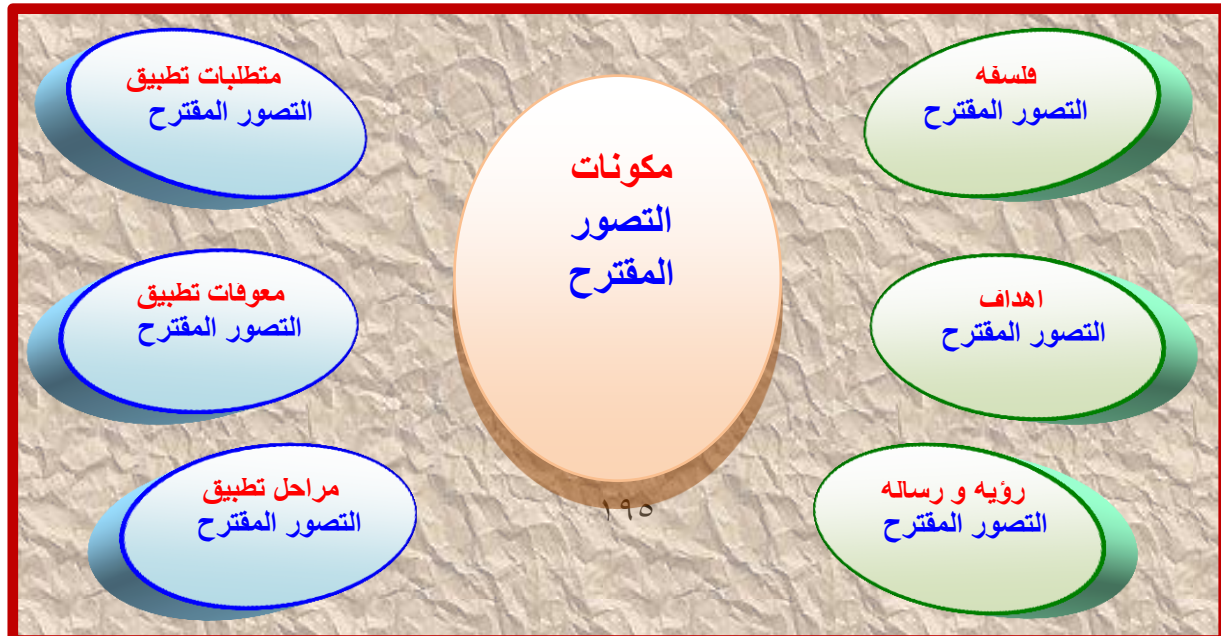 فلسفه
التصور المقترح
اهداف
التصور المقترح
رؤيه و رساله
التصور المقترح
مكونات
التصور
المقترح
متطلبات تطبيق
التصور المقترح
معوقات تطبيق
التصور المقترح
مراحل تطبيق
التصور المقترح
١٩٥